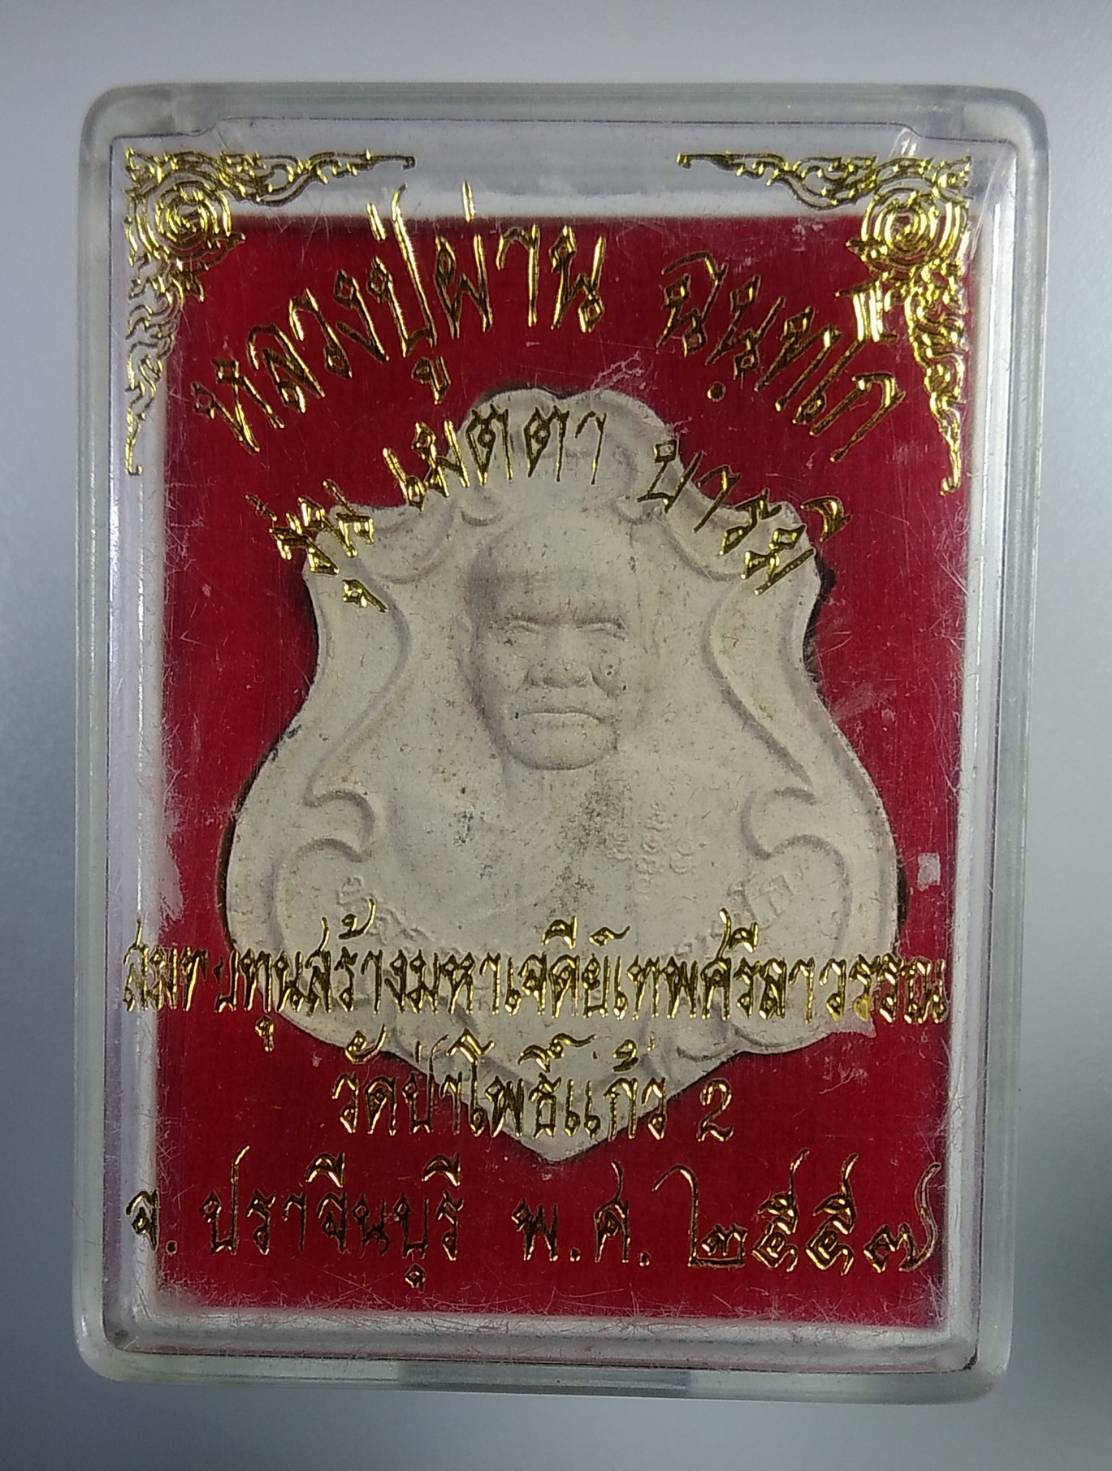 หลวงปู่ผ่าน ฉนฺทโก
รุ่น เมตตา บารมี
สมทบทุนสร้างมหาเจดีย์เทพศรีลาวรรณ
วัดป่าโพธิ์แก้ว 2
จ. ปราจีนบุรี พ.ศ. ๒๕๕๗